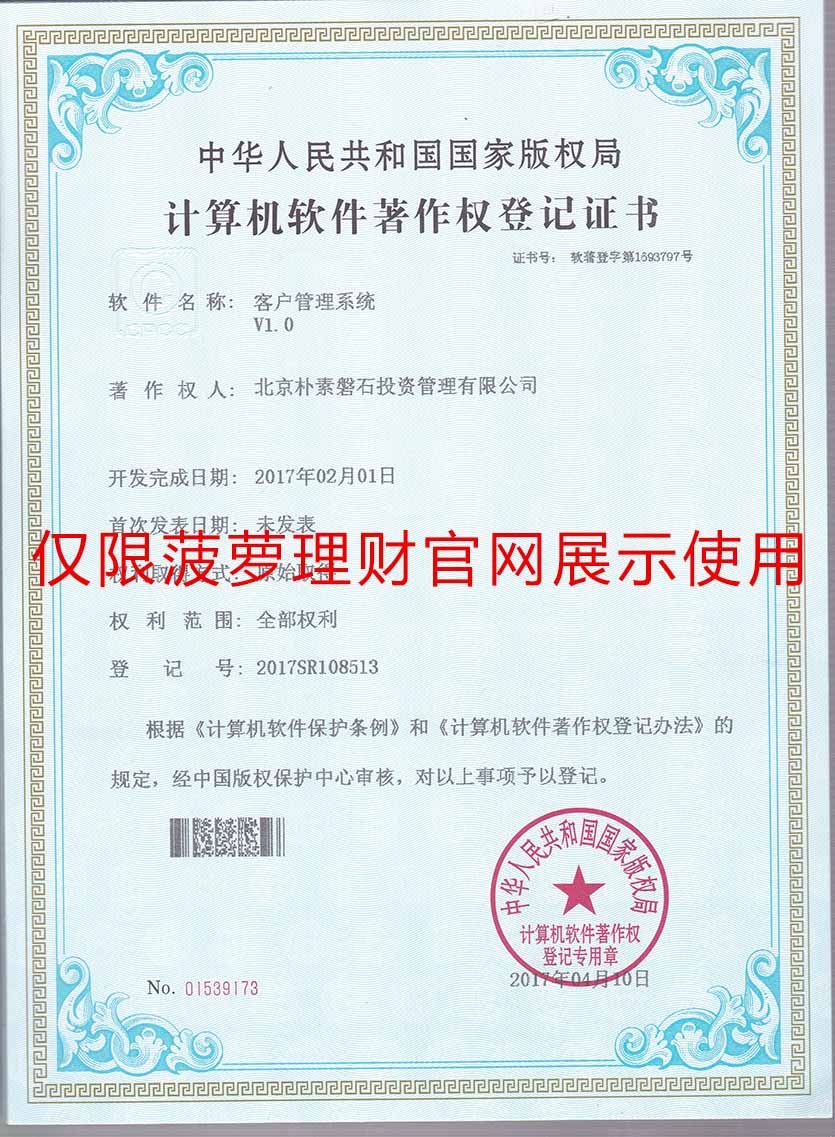 中华人民共和国国家版权局
计算机软件著作权登记证书
证书号： 软著登字第1693797号
软件名称： 客户管理系统
V1.0
著作权人： 北京朴素磐石投资管理有限公司
开发完成日期： 2017年02月01日
首次发表日期： 未发表
仅限菠萝理财官网展示使用
权利取得方式： 原始取得
权利范围： 全部权利
登记号： 2017SR108513
根据《计算机软件保护条例》和《计算机软件著作权登记办法》的
规定，经中国版权保护中心审核，对以上事项予以登记。
中华人民共和国国家版权局
计算机软件著作权
登记专用章
2017年04月10日
No. 01539173